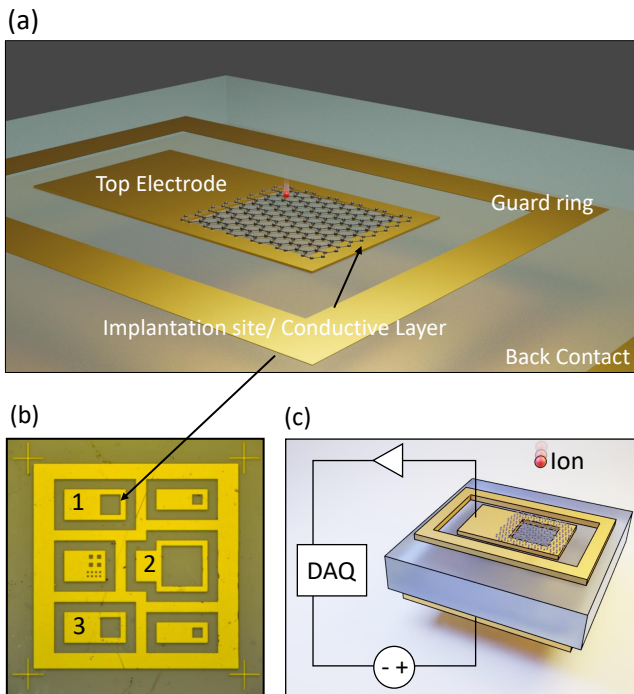 (a)
Top Electrode
Guard ring
Implantation site/ Conductive Layer
Back Contact
(b)
1
2
3
(c)
Ion
DAQ
- +